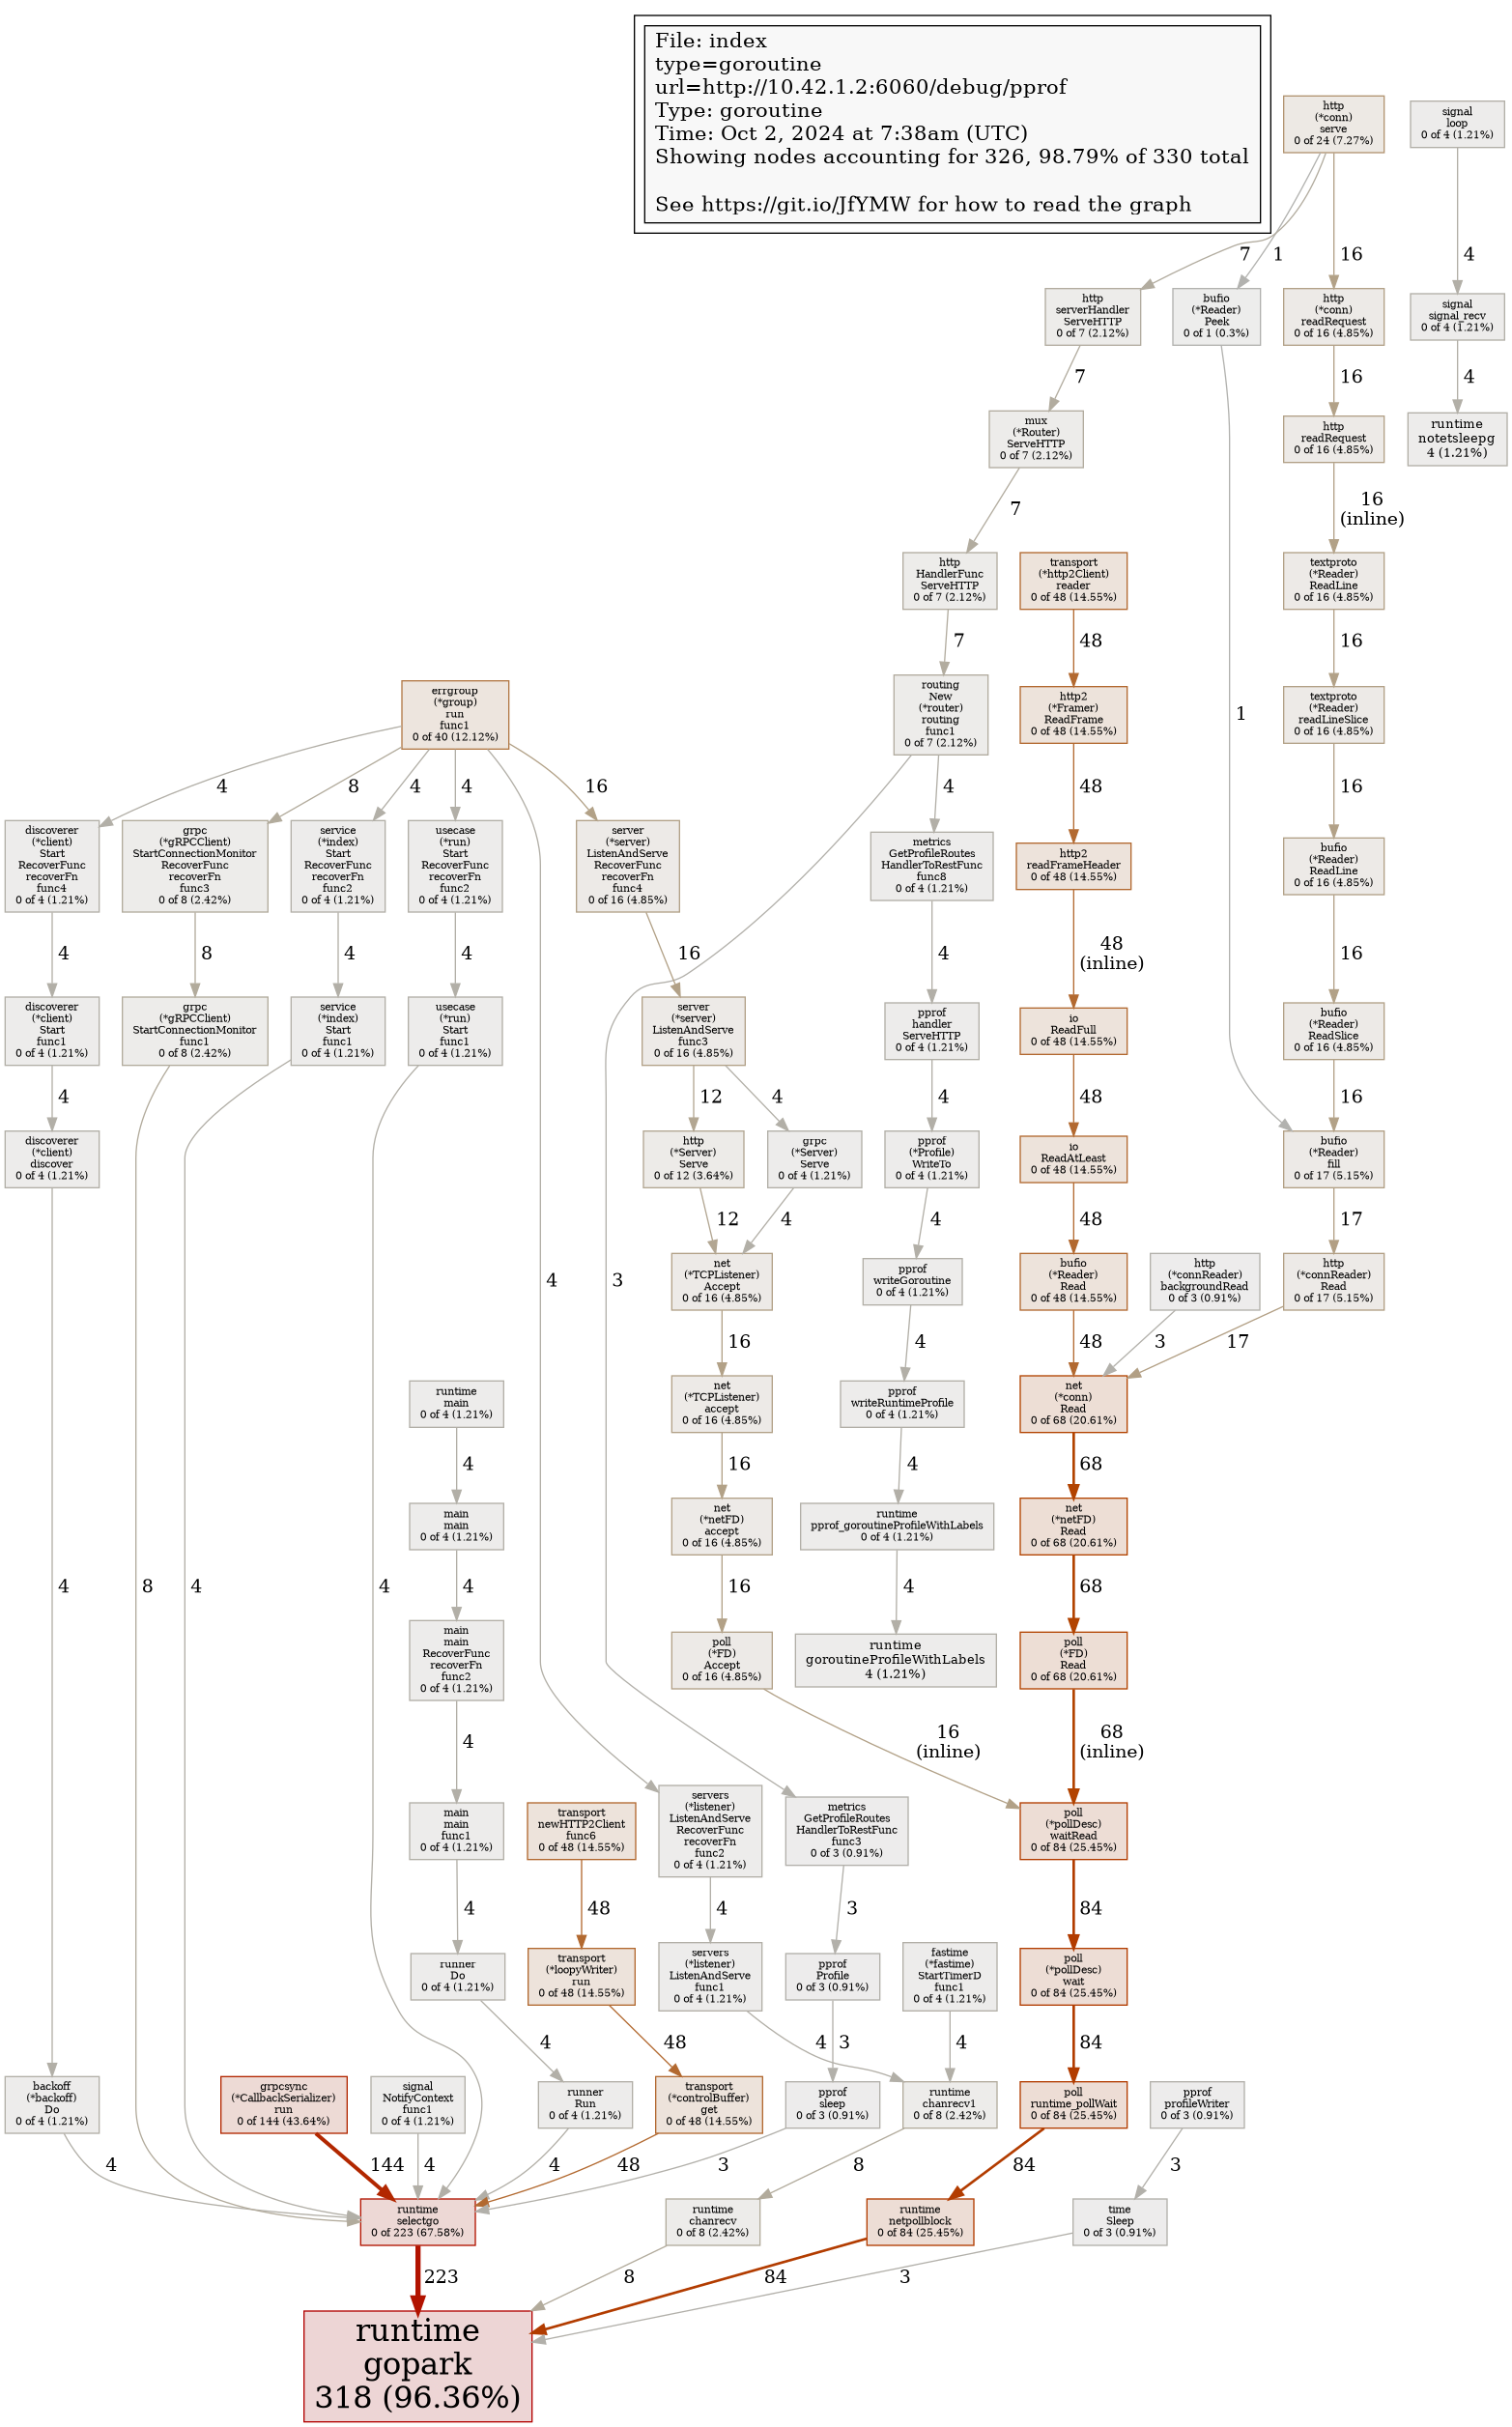 File: index
type=goroutine
url=http://10.42.1.2:6060/debug/pprof
Type: goroutine
Time: Oct 2, 2024 at 7:38am (UTC)
Showing nodes accounting for 326, 98.79% of 330 total
See https://git.io/JfYMW for how to read the graph
http
(*conn)
serve
0 of 24 (7.27%)
signal
loop
0 of 4 (1.21%)
7
1
16
4
http
serverHandler
ServeHTTP
0 of 7 (2.12%)
bufio
(*Reader)
Peek
0 of 1 (0.3%)
http
(*conn)
readRequest
0 of 16 (4.85%)
signal
signal_recv
0 of 4 (1.21%)
7
16
4
mux
(*Router)
ServeHTTP
0 of 7 (2.12%)
http
readRequest
0 of 16 (4.85%)
runtime
notetsleepg
4 (1.21%)
7
16
(inline)
http
HandlerFunc
ServeHTTP
0 of 7 (2.12%)
transport
(*http2Client)
reader
0 of 48 (14.55%)
textproto
(*Reader)
ReadLine
0 of 16 (4.85%)
7
48
16
errgroup
(*group)
run
func1
0 of 40 (12.12%)
routing
New
(*router)
routing
func1
0 of 7 (2.12%)
http2
(*Framer)
ReadFrame
0 of 48 (14.55%)
1
textproto
(*Reader)
readLineSlice
0 of 16 (4.85%)
4
8
4
4
16
4
48
16
discoverer
(*client)
Start
RecoverFunc
recoverFn
func4
0 of 4 (1.21%)
grpc
(*gRPCClient)
StartConnectionMonitor
RecoverFunc
recoverFn
func3
0 of 8 (2.42%)
service
(*index)
Start
RecoverFunc
recoverFn
func2
0 of 4 (1.21%)
usecase
(*run)
Start
RecoverFunc
recoverFn
func2
0 of 4 (1.21%)
server
(*server)
ListenAndServe
RecoverFunc
recoverFn
func4
0 of 16 (4.85%)
metrics
GetProfileRoutes
HandlerToRestFunc
func8
0 of 4 (1.21%)
http2
readFrameHeader
0 of 48 (14.55%)
bufio
(*Reader)
ReadLine
0 of 16 (4.85%)
4
8
4
4
16
4
48
(inline)
16
discoverer
(*client)
Start
func1
0 of 4 (1.21%)
grpc
(*gRPCClient)
StartConnectionMonitor
func1
0 of 8 (2.42%)
service
(*index)
Start
func1
0 of 4 (1.21%)
usecase
(*run)
Start
func1
0 of 4 (1.21%)
server
(*server)
ListenAndServe
func3
0 of 16 (4.85%)
pprof
handler
ServeHTTP
0 of 4 (1.21%)
io
ReadFull
0 of 48 (14.55%)
bufio
(*Reader)
ReadSlice
0 of 16 (4.85%)
4
12
4
4
48
16
discoverer
(*client)
discover
0 of 4 (1.21%)
http
(*Server)
Serve
0 of 12 (3.64%)
grpc
(*Server)
Serve
0 of 4 (1.21%)
pprof
(*Profile)
WriteTo
0 of 4 (1.21%)
io
ReadAtLeast
0 of 48 (14.55%)
bufio
(*Reader)
fill
0 of 17 (5.15%)
12
4
4
48
17
4
3
net
(*TCPListener)
Accept
0 of 16 (4.85%)
pprof
writeGoroutine
0 of 4 (1.21%)
bufio
(*Reader)
Read
0 of 48 (14.55%)
http
(*connReader)
backgroundRead
0 of 3 (0.91%)
http
(*connReader)
Read
0 of 17 (5.15%)
16
4
48
3
17
runtime
main
0 of 4 (1.21%)
net
(*TCPListener)
accept
0 of 16 (4.85%)
pprof
writeRuntimeProfile
0 of 4 (1.21%)
net
(*conn)
Read
0 of 68 (20.61%)
4
16
4
68
main
main
0 of 4 (1.21%)
net
(*netFD)
accept
0 of 16 (4.85%)
runtime
pprof_goroutineProfileWithLabels
0 of 4 (1.21%)
net
(*netFD)
Read
0 of 68 (20.61%)
4
8
4
4
4
16
4
68
main
main
RecoverFunc
recoverFn
func2
0 of 4 (1.21%)
poll
(*FD)
Accept
0 of 16 (4.85%)
runtime
goroutineProfileWithLabels
4 (1.21%)
poll
(*FD)
Read
0 of 68 (20.61%)
4
16
(inline)
68
(inline)
main
main
func1
0 of 4 (1.21%)
transport
newHTTP2Client
func6
0 of 48 (14.55%)
servers
(*listener)
ListenAndServe
RecoverFunc
recoverFn
func2
0 of 4 (1.21%)
metrics
GetProfileRoutes
HandlerToRestFunc
func3
0 of 3 (0.91%)
poll
(*pollDesc)
waitRead
0 of 84 (25.45%)
4
48
4
3
84
runner
Do
0 of 4 (1.21%)
transport
(*loopyWriter)
run
0 of 48 (14.55%)
servers
(*listener)
ListenAndServe
func1
0 of 4 (1.21%)
pprof
Profile
0 of 3 (0.91%)
fastime
(*fastime)
StartTimerD
func1
0 of 4 (1.21%)
poll
(*pollDesc)
wait
0 of 84 (25.45%)
4
48
4
3
4
84
backoff
(*backoff)
Do
0 of 4 (1.21%)
grpcsync
(*CallbackSerializer)
run
0 of 144 (43.64%)
signal
NotifyContext
func1
0 of 4 (1.21%)
runner
Run
0 of 4 (1.21%)
transport
(*controlBuffer)
get
0 of 48 (14.55%)
pprof
sleep
0 of 3 (0.91%)
runtime
chanrecv1
0 of 8 (2.42%)
poll
runtime_pollWait
0 of 84 (25.45%)
pprof
profileWriter
0 of 3 (0.91%)
4
144
4
4
48
3
8
84
3
runtime
selectgo
0 of 223 (67.58%)
runtime
chanrecv
0 of 8 (2.42%)
runtime
netpollblock
0 of 84 (25.45%)
time
Sleep
0 of 3 (0.91%)
223
8
84
3
runtime
gopark
318 (96.36%)